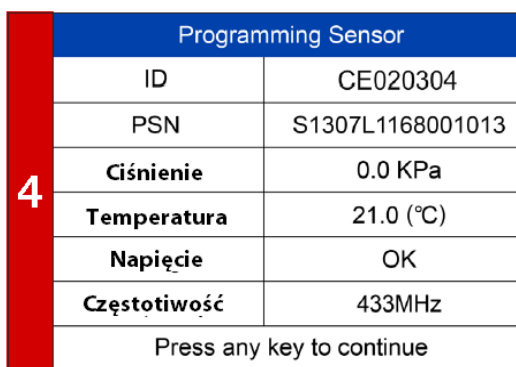 4
Programming Sensor
ID CE020304
PSN S1307L1168001013
Ciśnienie 0.0 KPa
Temperatura 21.0 (℃)
Napięcie OK
Częstotiwość 433MHz
Press any key to continue